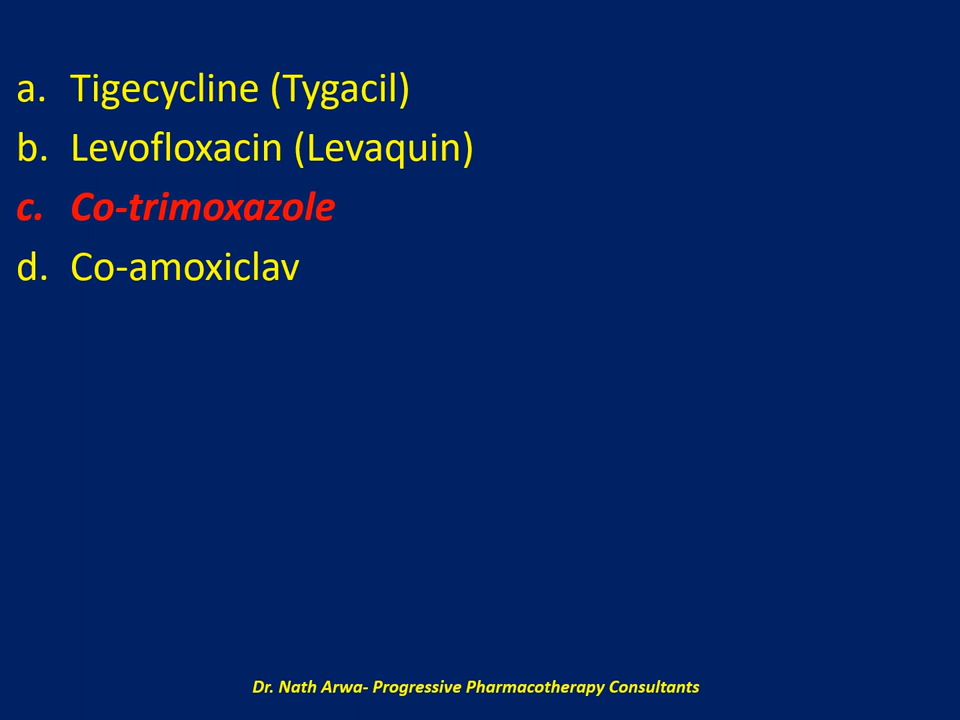 a. Tigecycline (Tygacil)
b. Levofloxacin (Levaquin)
c. Co-trimoxazole
d. Co-amoxiclav
Dr. Nath Arwa- Progressive Pharmacotherapy Consultants